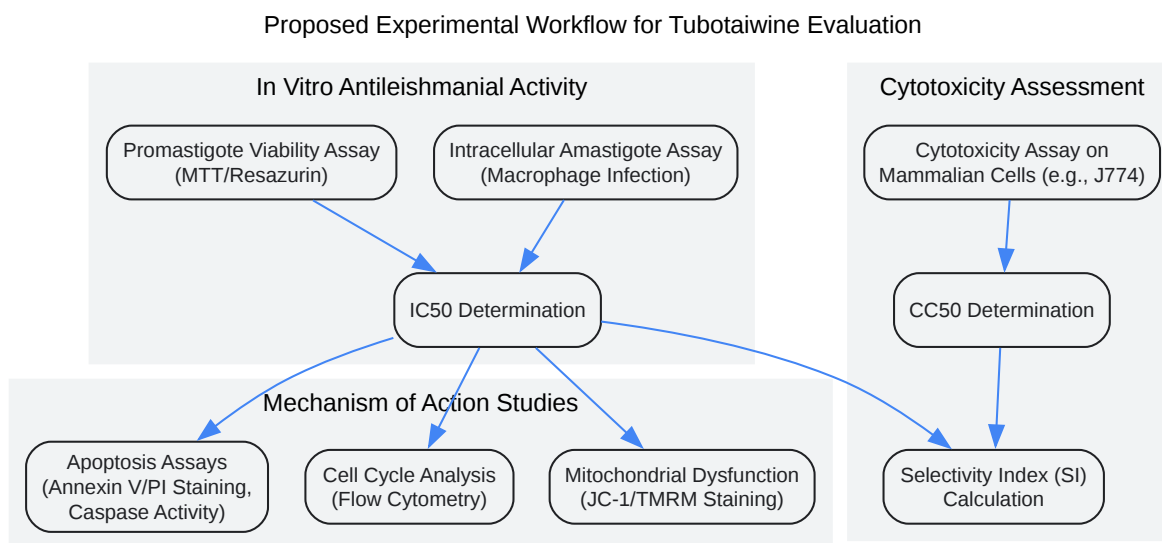 Proposed Experimental Workflow for Tubotaiwine Evaluation
In Vitro Antileishmanial Activity
Promastigote Viability Assay
(MTT/Resazurin)
Intracellular Amastigote Assay
(Macrophage Infection)
IC50 Determination
Cytotoxicity Assessment
Cytotoxicity Assay on
Mammalian Cells (e.g., J774)
CC50 Determination
Mechanism of Action Studies
Apoptosis Assays
(Annexin V/PI Staining,
Caspase Activity)
Cell Cycle Analysis
(Flow Cytometry)
Mitochondrial Dysfunction
(JC-1/TMRM Staining)
Selectivity Index (SI)
Calculation